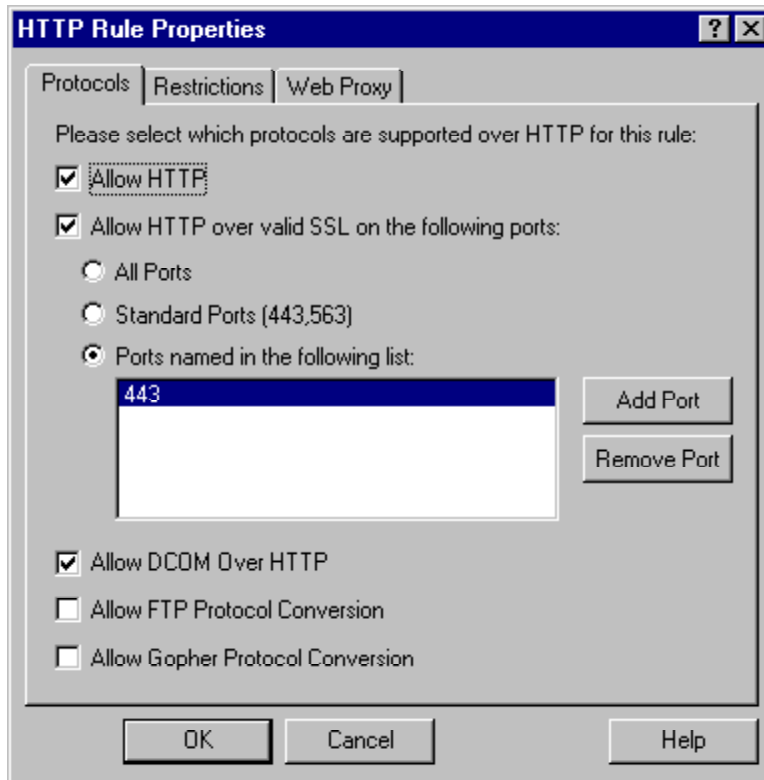 HTTP Rule Properties
Protocols Restrictions Web Proxy
Please select which protocols are supported over HTTP for this rule:
Allow HTTP
Allow HTTP over valid SSL on the following ports:
All Ports
Standard Ports (443,563)
Ports named in the following list:
443
Add Port
Remove Port
Allow DCOM Over HTTP
Allow FTP Protocol Conversion
Allow Gopher Protocol Conversion
OK Cancel Help